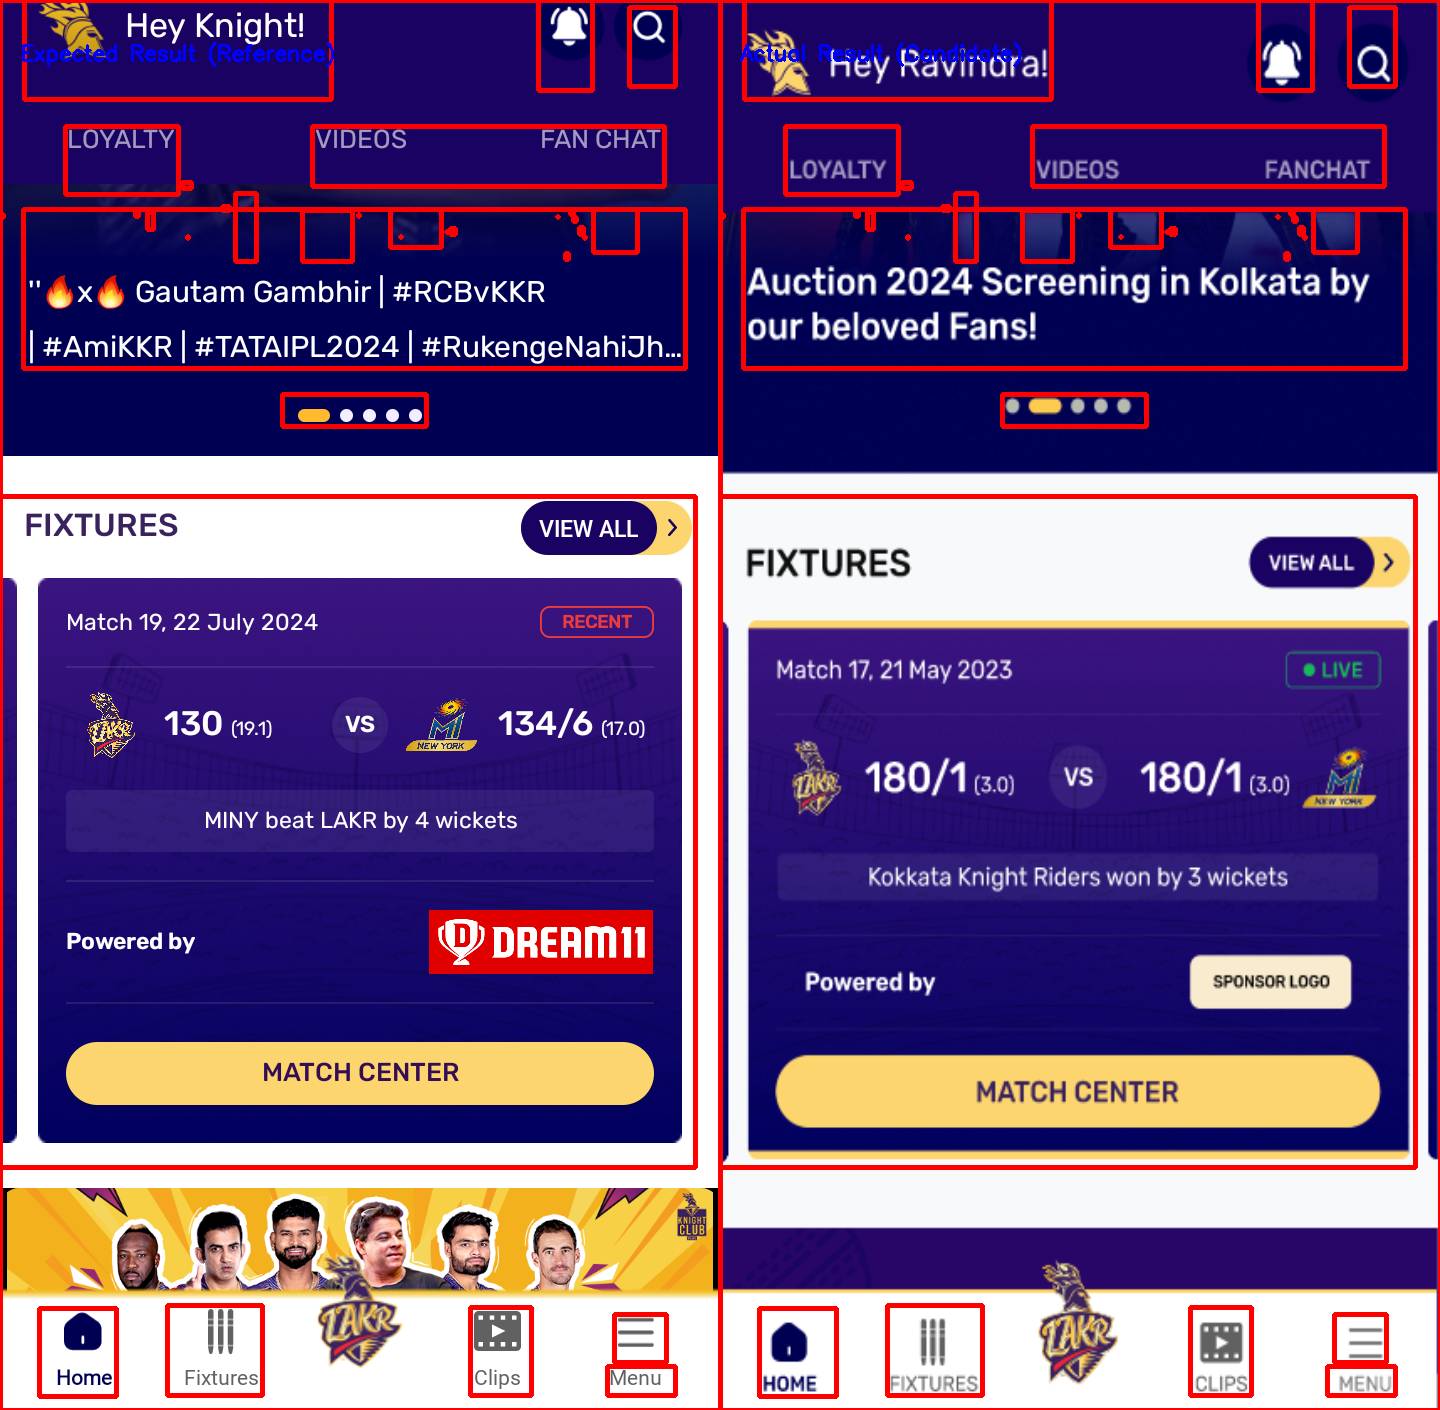 Hey Knight!
Expected Result (Reference)
LOYALTY VIDEOS FAN CHAT
"🔥x🔥 Gautam Gambhir | #RCBvKKR
| #AmiKKR | #TATAIPL2024 | #RukengeNahiJh...
FIXTURES VIEW ALL
Match 19, 22 July 2024 RECENT
LAKR 130 (19.1) VS MI NEW YORK 134/6 (17.0)
MINY beat LAKR by 4 wickets
Powered by DREAM11
MATCH CENTER
KNIGHT CLUB
LAKR
Home Fixtures Clips Menu
Actual Result (Candidate)
Hey Ravindra!
LOYALTY VIDEOS FANCHAT
Auction 2024 Screening in Kolkata by
our beloved Fans!
FIXTURES VIEW ALL
Match 17, 21 May 2023 LIVE
LAKR 180/1 (3.0) VS 180/1 (3.0) MI NEW YORK
Kokkata Knight Riders won by 3 wickets
Powered by SPONSOR LOGO
MATCH CENTER
LAKR
HOME FIXTURES CLIPS MENU